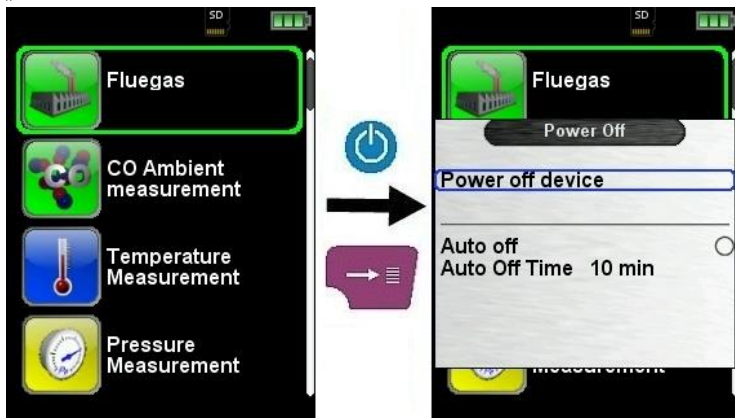 SD
Fluegas
CO
CO Ambient
measurement
Temperature
Measurement
Pressure
Measurement
SD
Fluegas
Power Off
Power off device
Auto off
Auto Off Time 10 min